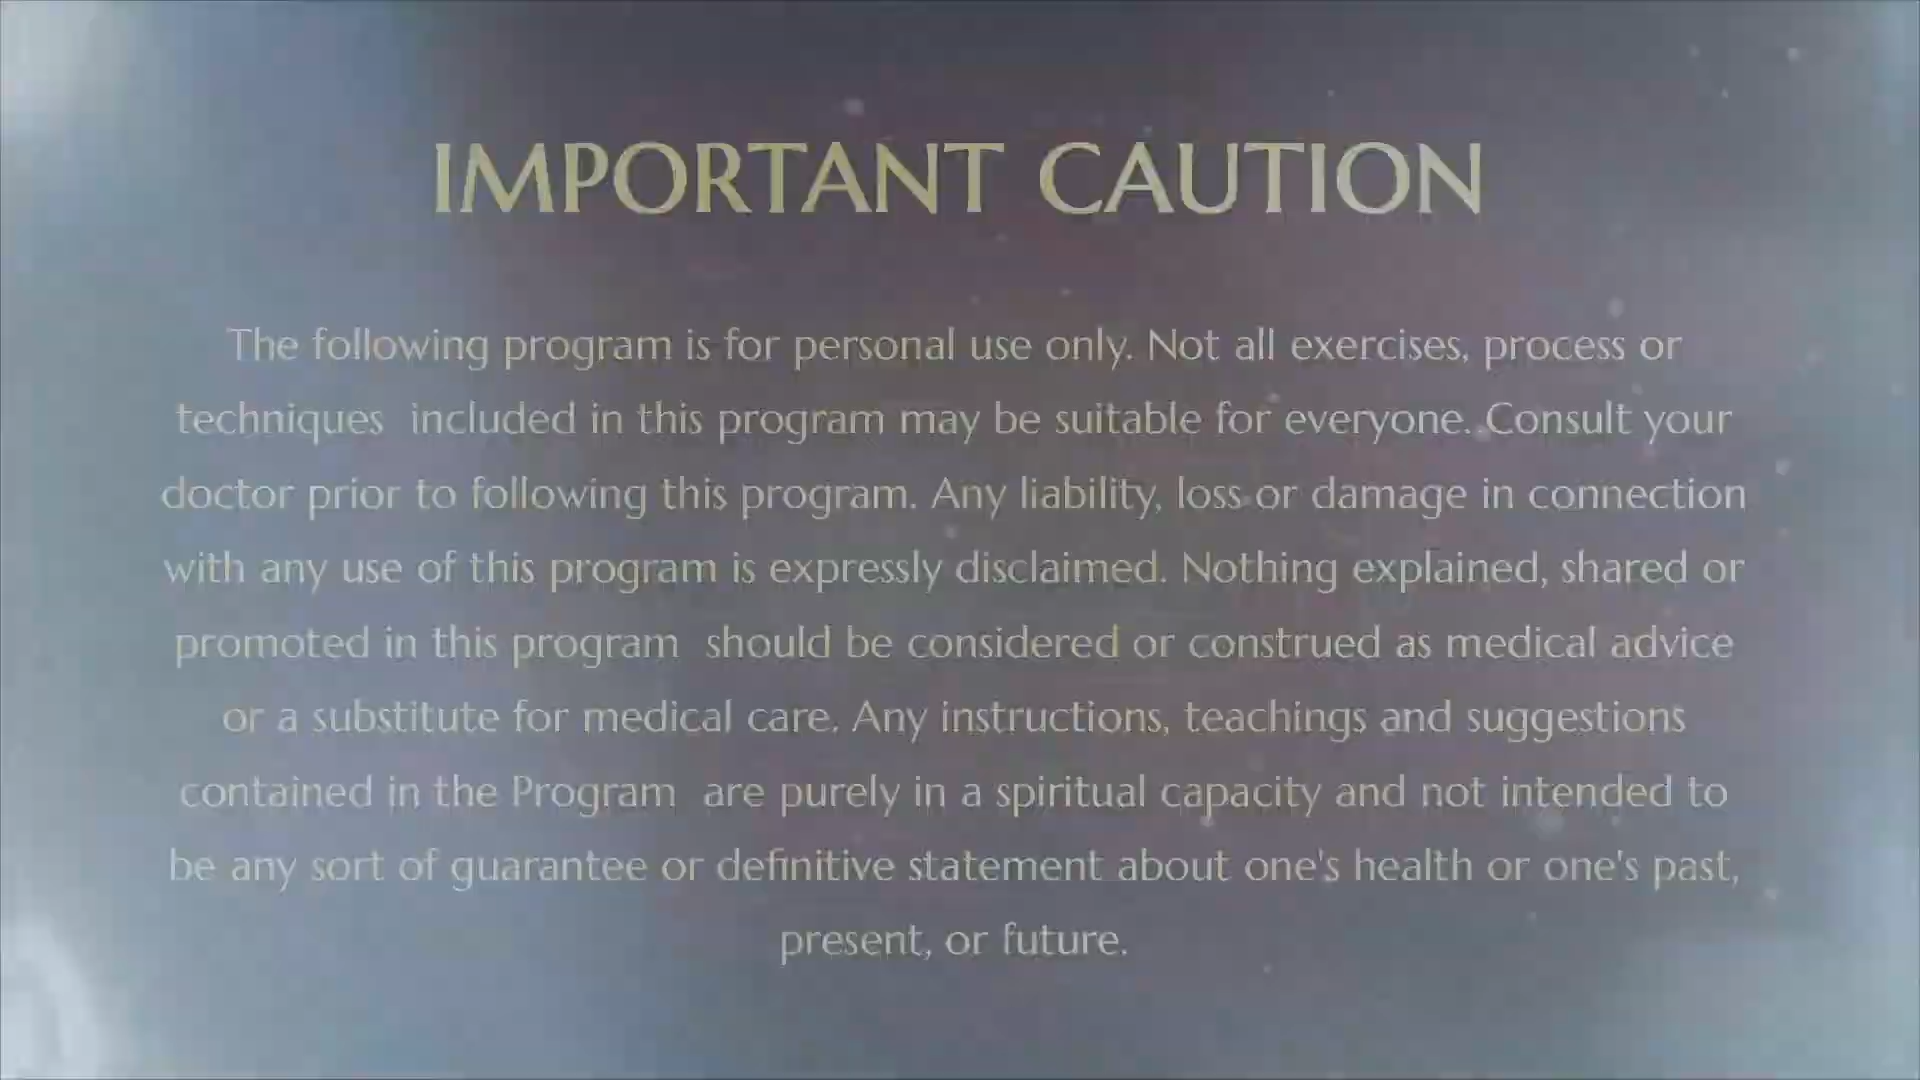 IMPORTANT CAUTION
The following program is for personal use only. Not all exercises, process or
techniques  included in this program may be suitable for everyone. Consult your
doctor prior to following this program. Any liability, loss or damage in connection
with any use of this program is expressly disclaimed. Nothing explained, shared or
promoted in this program  should be considered or construed as medical advice
or a substitute for medical care. Any instructions, teachings and suggestions
contained in the Program  are purely in a spiritual capacity and not intended to
be any sort of guarantee or definitive statement about one's health or one's past,
present, or future.